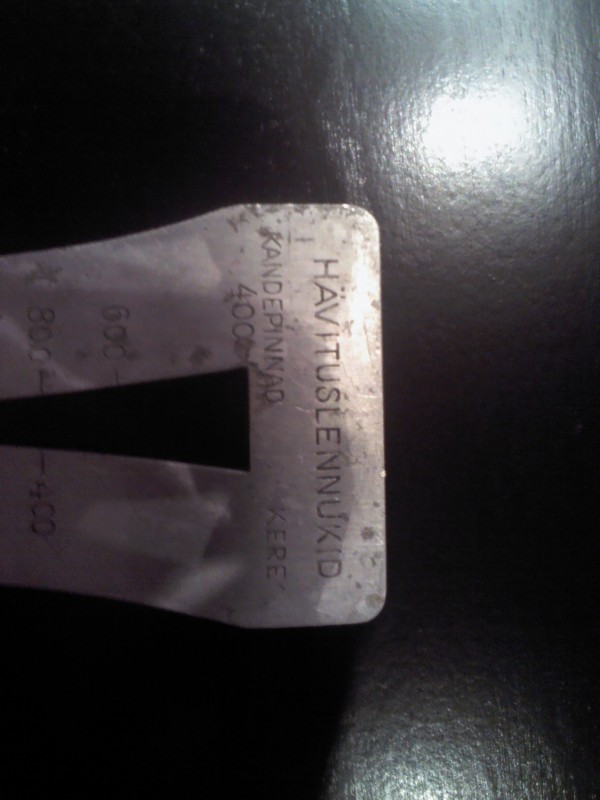 HÄVITUSLENNUKID
KANDEPINNAD KERE
400
600
800 400